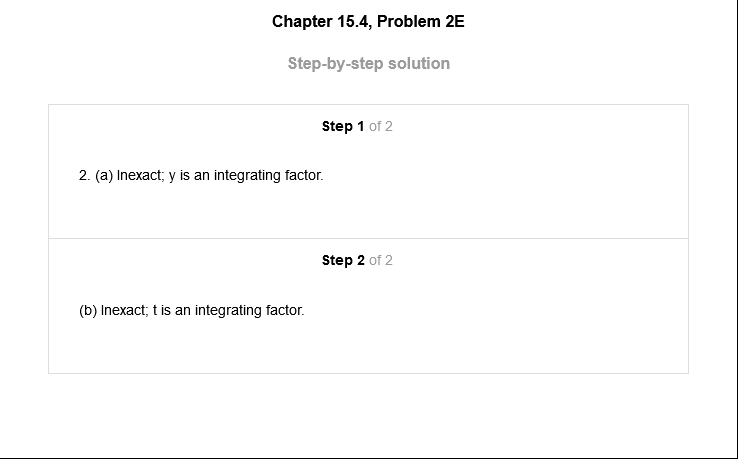 Chapter 15.4, Problem 2E
Step-by-step solution
Step 1 of 2
2. (a) Inexact; y is an integrating factor.
Step 2 of 2
(b) Inexact; t is an integrating factor.